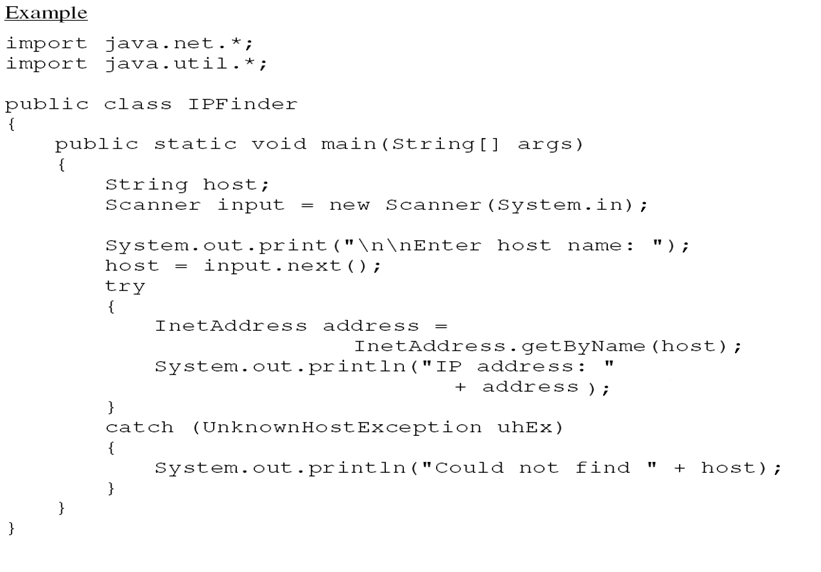 Example
import java.net.*;
import java.util.*;
public class IPFinder
{
public static void main(String[] args)
{
String host;
Scanner input = new Scanner(System.in);
System.out.print("\n\nEnter host name: ");
host = input.next();
try
{
InetAddress address =
InetAddress.getByName(host);
System.out.println("IP address: "
+ address );
}
catch (UnknownHostException uhEx)
{
System.out.println("Could not find " + host);
}
}
}